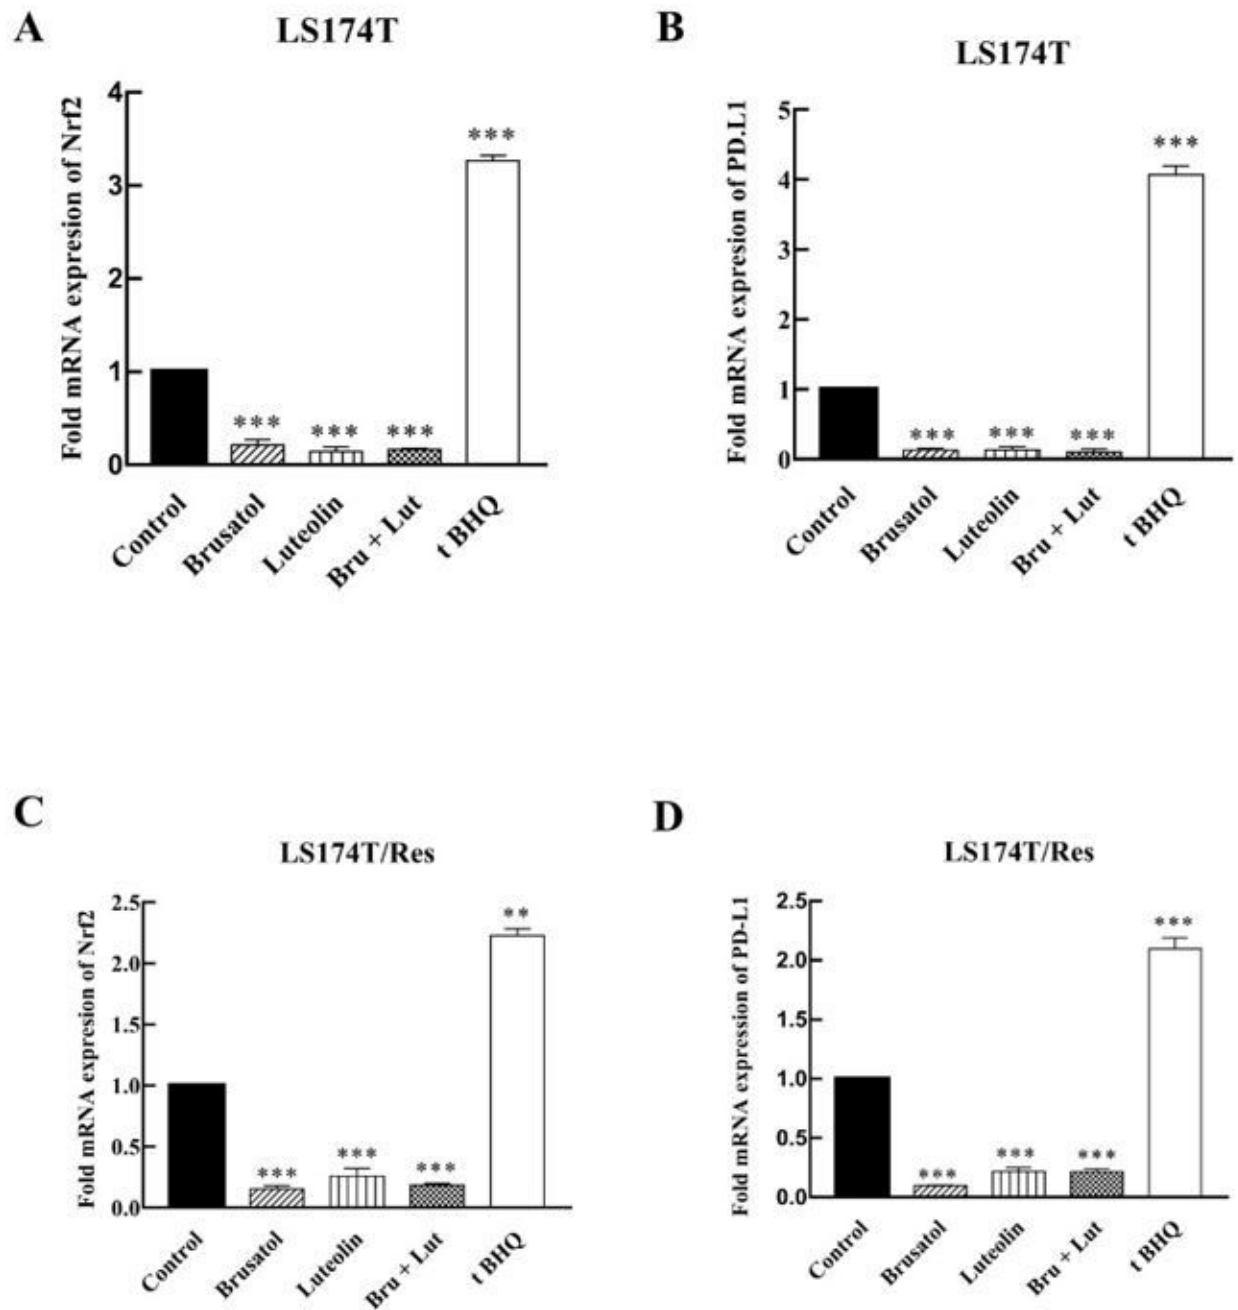 A
LS174T
Fold mRNA expresion of Nrf2
4
3
2
1
0
***
***
***
***
Control
Brusatol
Luteolin
Bru + Lut
t BHQ
B
LS174T
Fold mRNA expresion of PD.L1
5
4
3
2
1
0
***
***
***
***
Control
Brusatol
Luteolin
Bru + Lut
t BHQ
C
LS174T/Res
Fold mRNA expresion of Nrf2
2.5
2.0
1.5
1.0
0.5
0.0
***
***
***
**
Control
Brusatol
Luteolin
Bru + Lut
t BHQ
D
LS174T/Res
Fold mRNA expression of PD-L1
2.5
2.0
1.5
1.0
0.5
0.0
***
***
***
***
Control
Brusatol
Luteolin
Bru + Lut
t BHQ